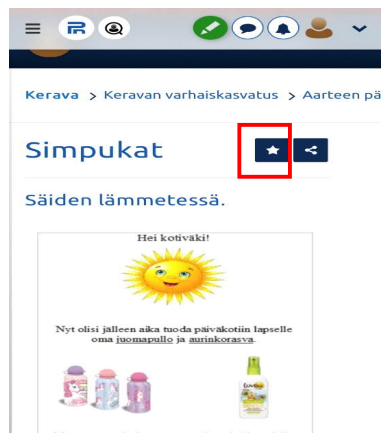 Kerava > Keravan varhaiskasvatus > Aarteen pä
Simpukat
Säiden lämmetessä.
Hei kotiväki!
Nyt olisi jälleen aika tuoda päiväkotiin lapselle
oma juomapullo ja aurinkorasva.